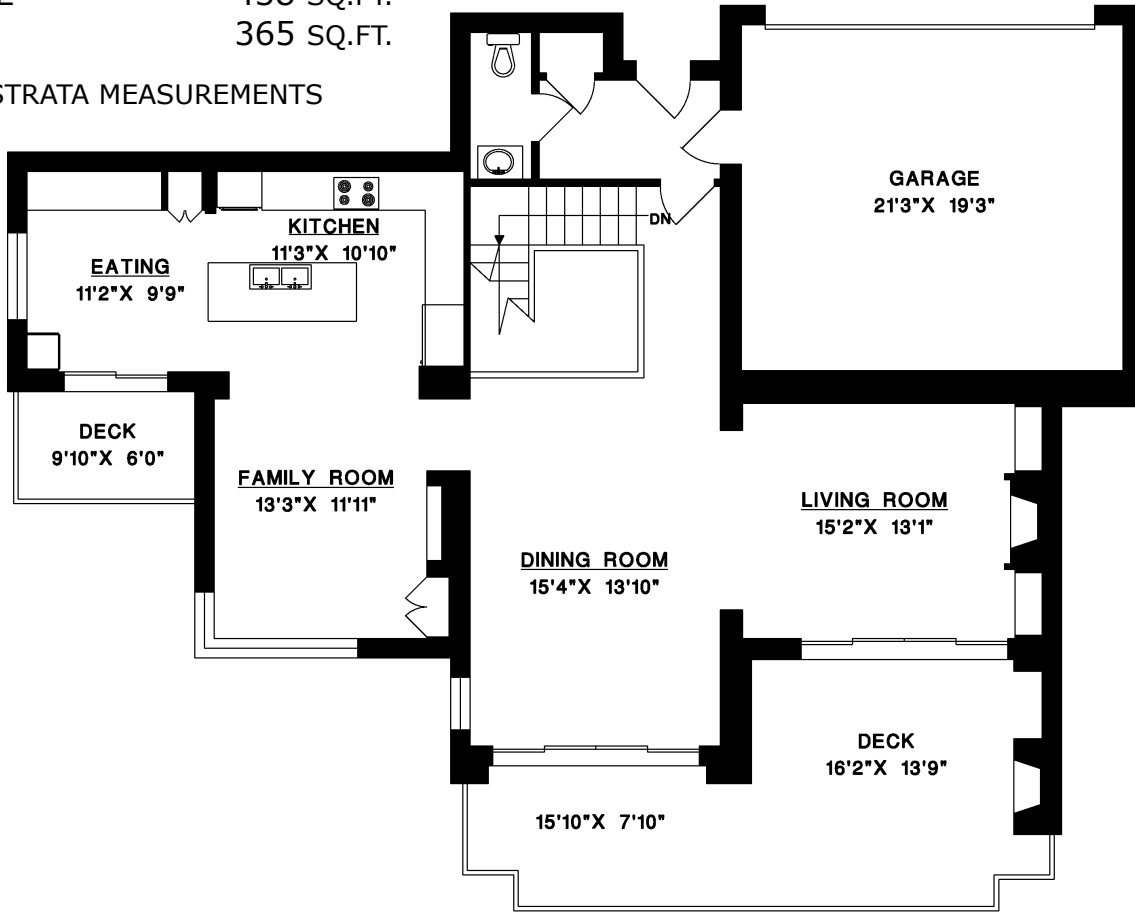 365 SQ.FT.
STRATA MEASUREMENTS
GARAGE
21'3"X 19'3"
KITCHEN
11'3"X 10'10"
DN
EATING
11'2"X 9'9"
DECK
9'10"X 6'0"
FAMILY ROOM
13'3"X 11'11"
LIVING ROOM
15'2"X 13'1"
DINING ROOM
15'4"X 13'10"
DECK
16'2"X 13'9"
15'10"X 7'10"